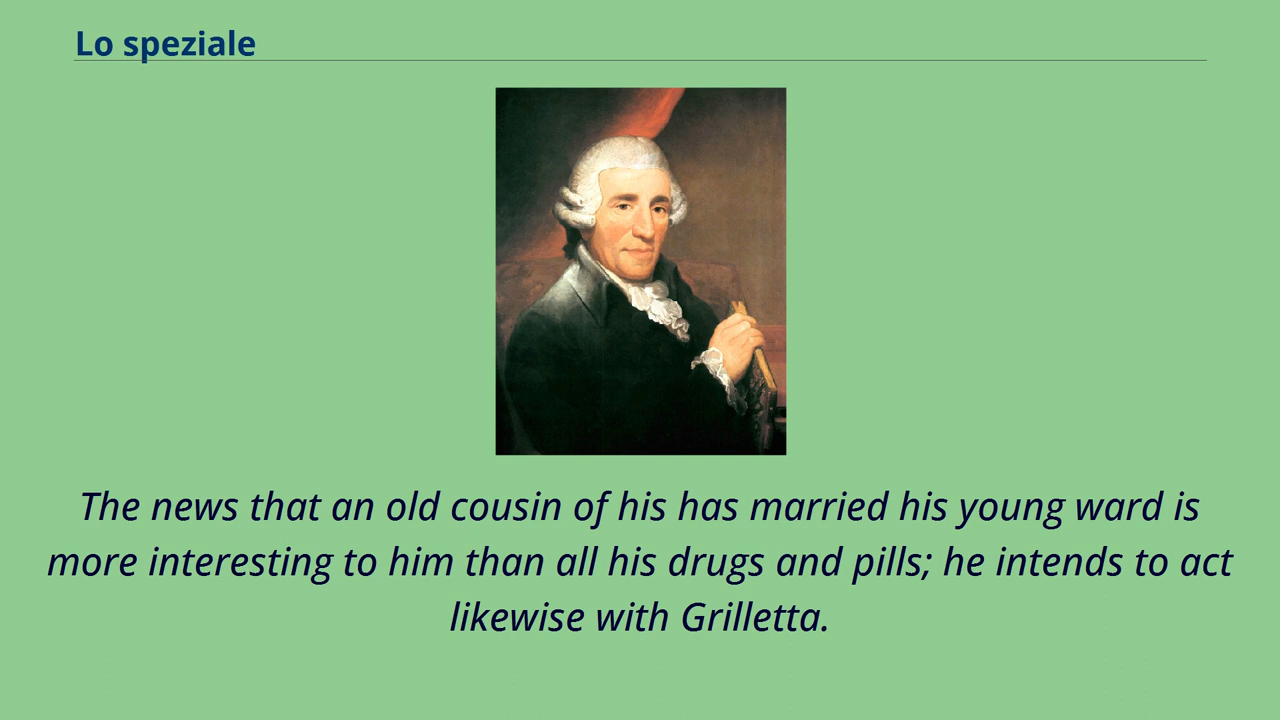 Lo speziale
The news that an old cousin of his has married his young ward is
more interesting to him than all his drugs and pills; he intends to act
likewise with Grilletta.